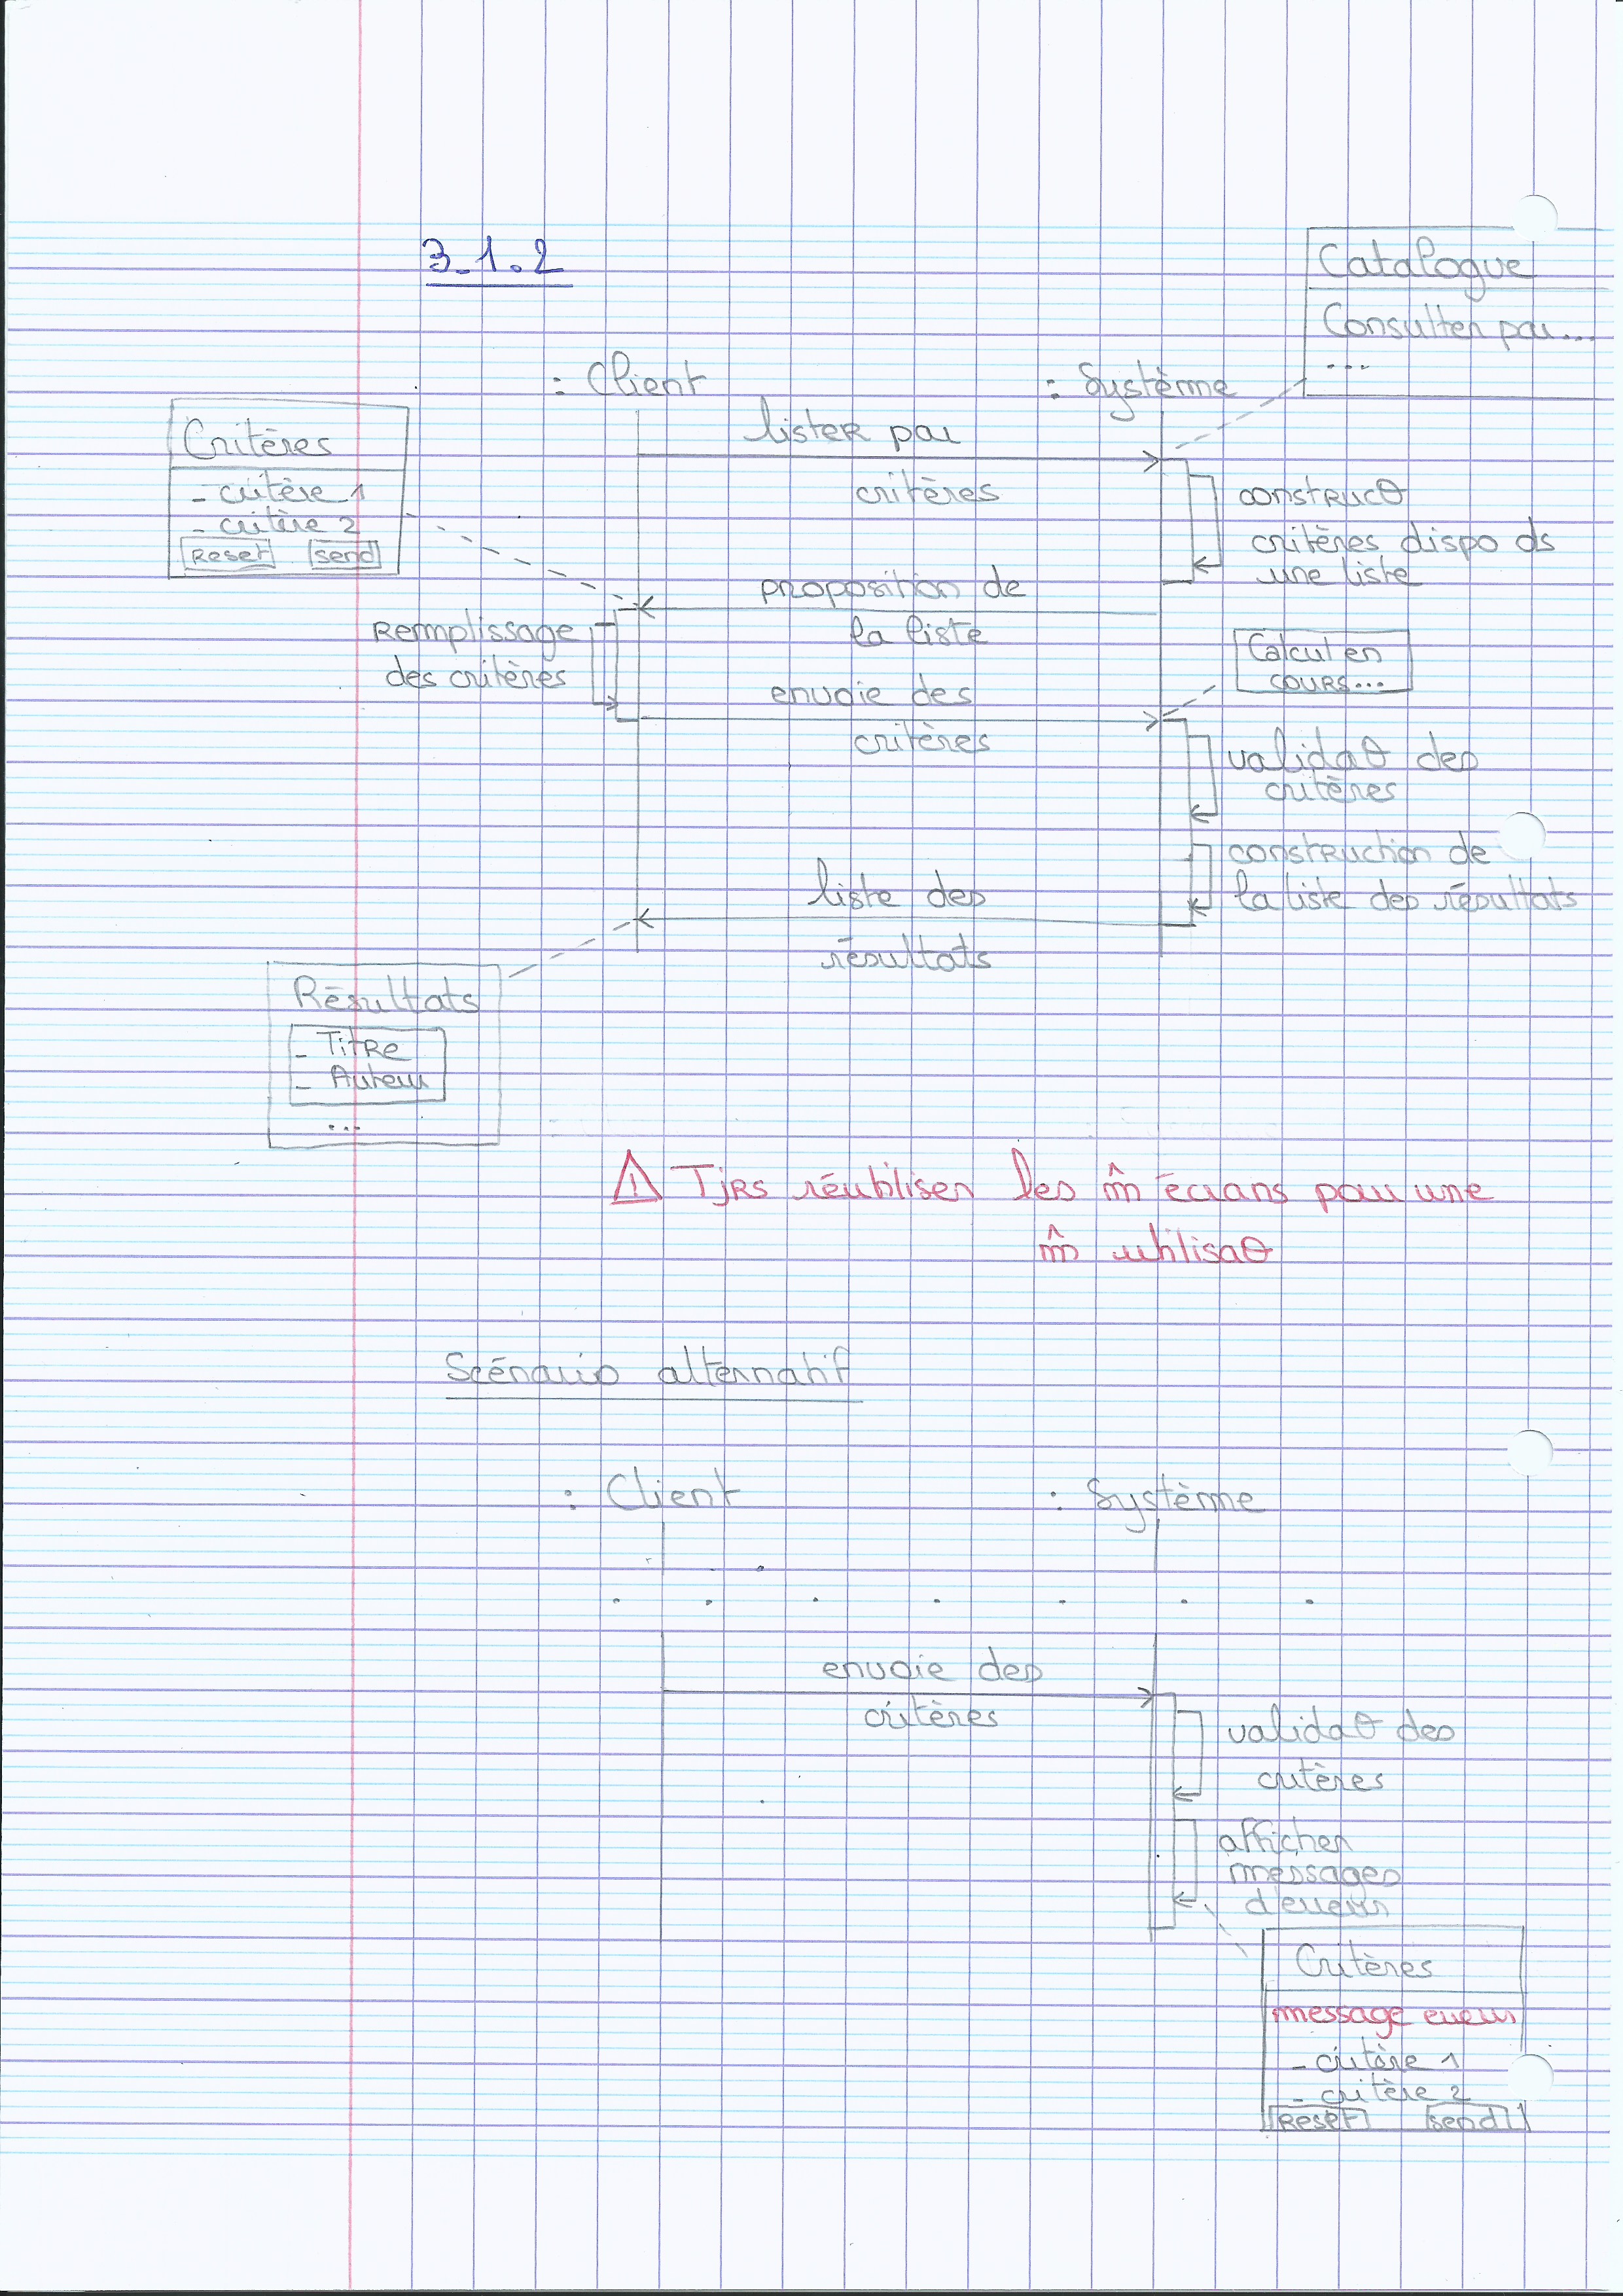 3.1.2
Catalogue
Consulter par...
...
: Client
: Système
Critères
- critère 1
- critère 2
Reset
send
lister par
critères
construcθ
critères dispo ds
une liste
proposition de
la liste
Remplissage
des critères
Calcul en
cours...
envoie des
critères
validaθ des
critères
construction de
la liste des résultats
liste des
résultats
Résultats
- Titre
- Auteur
...
⚠ Tjrs réutiliser les m̂ écrans pour une
m̂ utilisaθ
Scénario alternatif
: Client
: Système
. . . . . . .
envoie des
critères
validaθ des
critères
afficher
messages
d'erreurs
Critères
message erreur
- critère 1
- critère 2
Reset
send